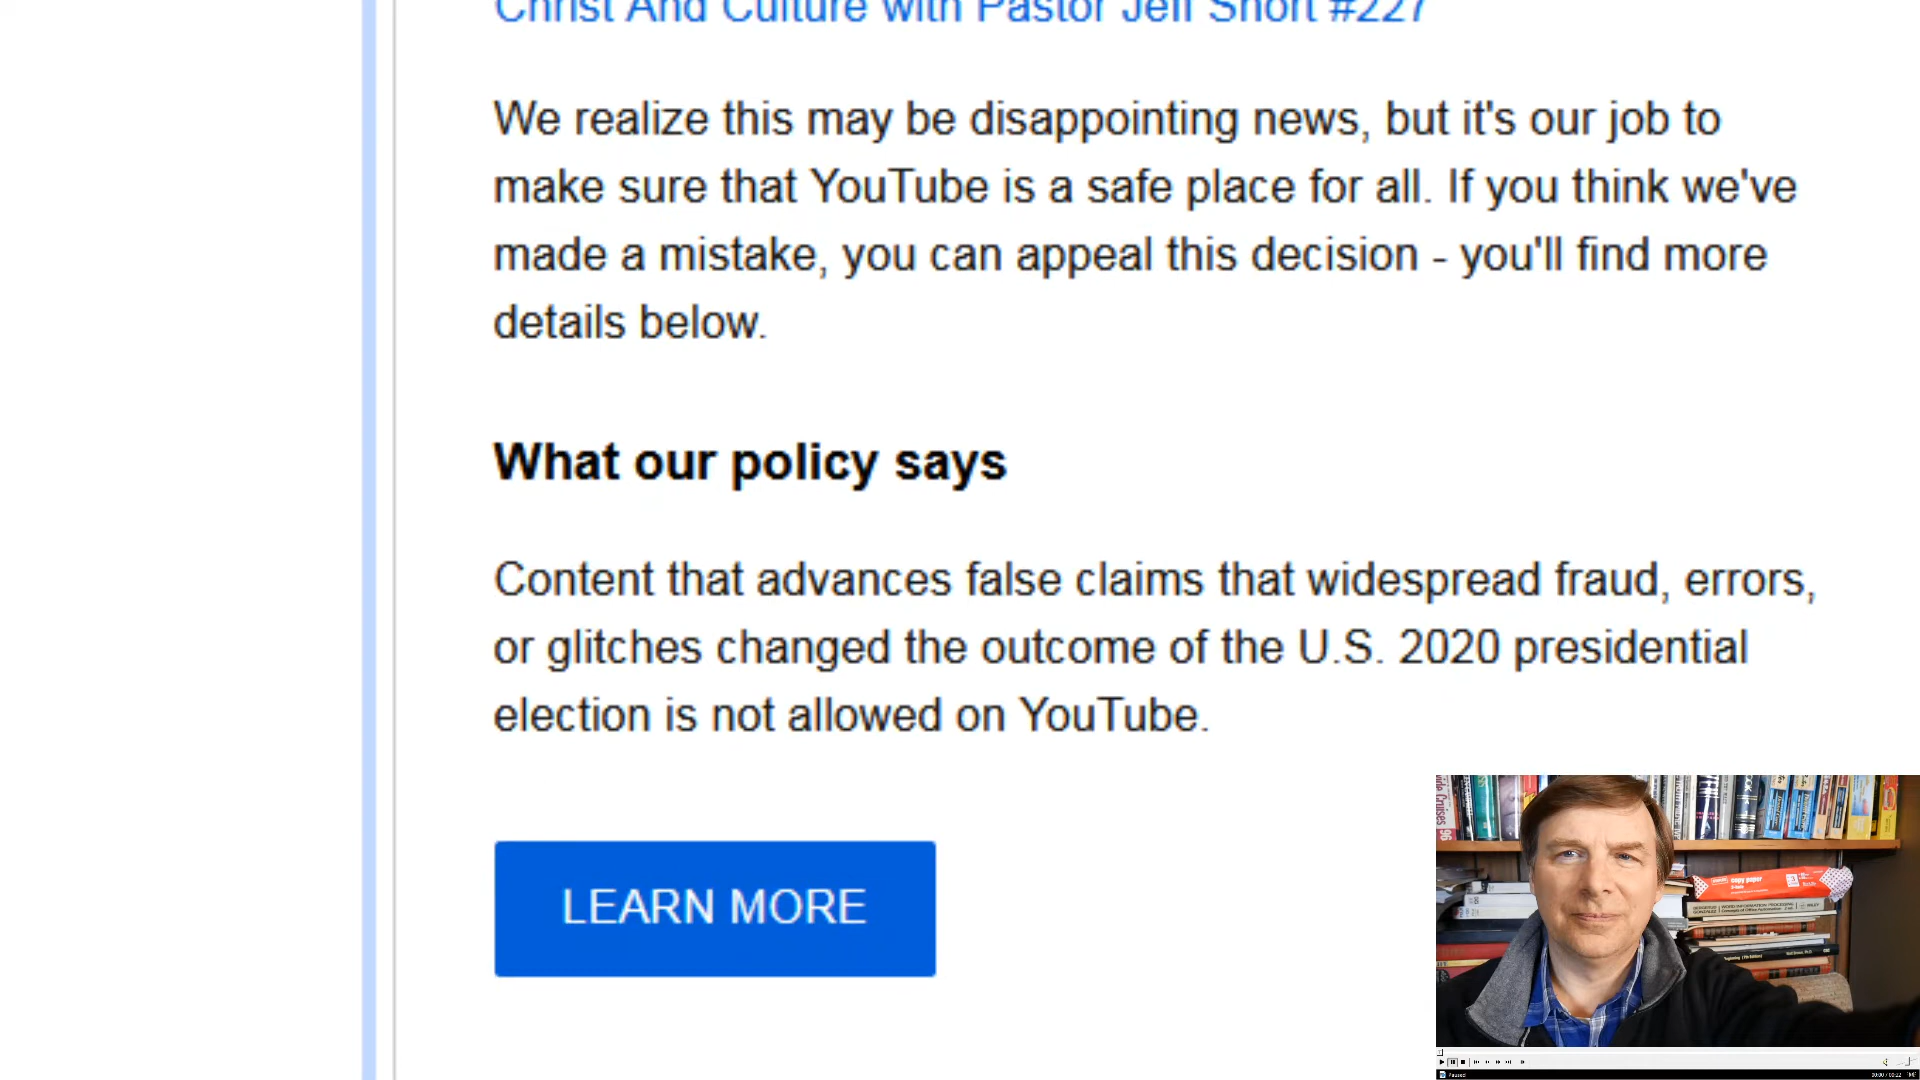 Christ And Culture with Pastor Jeff Short #227
We realize this may be disappointing news, but it's our job to
make sure that YouTube is a safe place for all. If you think we've
made a mistake, you can appeal this decision - you'll find more
details below.
What our policy says
Content that advances false claims that widespread fraud, errors,
or glitches changed the outcome of the U.S. 2020 presidential
election is not allowed on YouTube.
LEARN MORE
copy paper
Paused